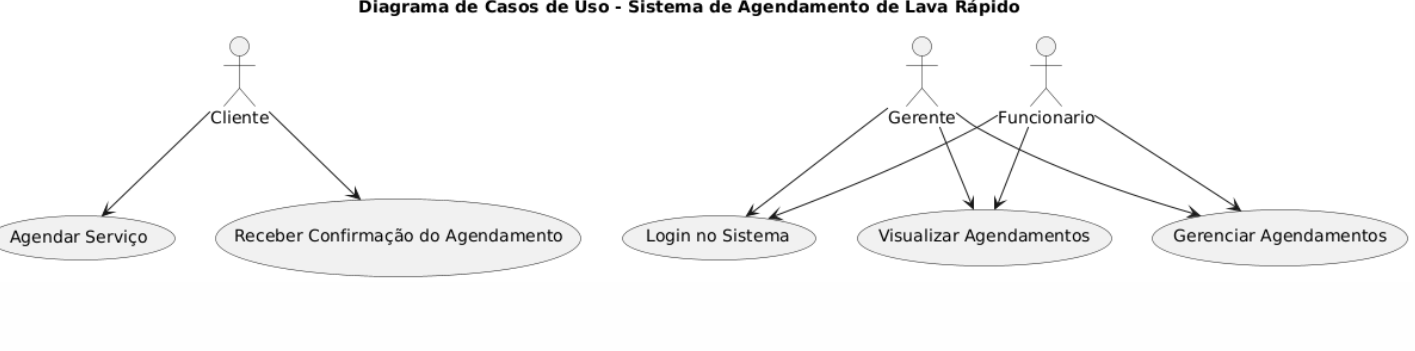 Diagrama de Casos de Uso - Sistema de Agendamento de Lava Rápido
Cliente
Gerente
Funcionario
Agendar Serviço
Receber Confirmação do Agendamento
Login no Sistema
Visualizar Agendamentos
Gerenciar Agendamentos